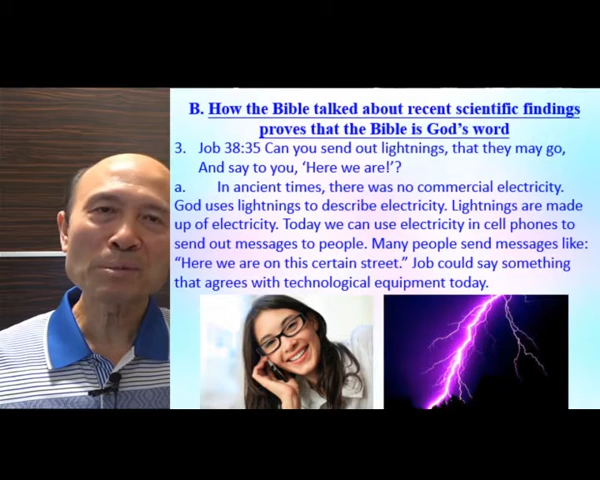 B. How the Bible talked about recent scientific findings
proves that the Bible is God's word
3. Job 38:35 Can you send out lightnings, that they may go,
And say to you, ‘Here we are!’?
a. In ancient times, there was no commercial electricity.
God uses lightnings to describe electricity. Lightnings are made
up of electricity. Today we can use electricity in cell phones to
send out messages to people. Many people send messages like:
“Here we are on this certain street.” Job could say something
that agrees with technological equipment today.